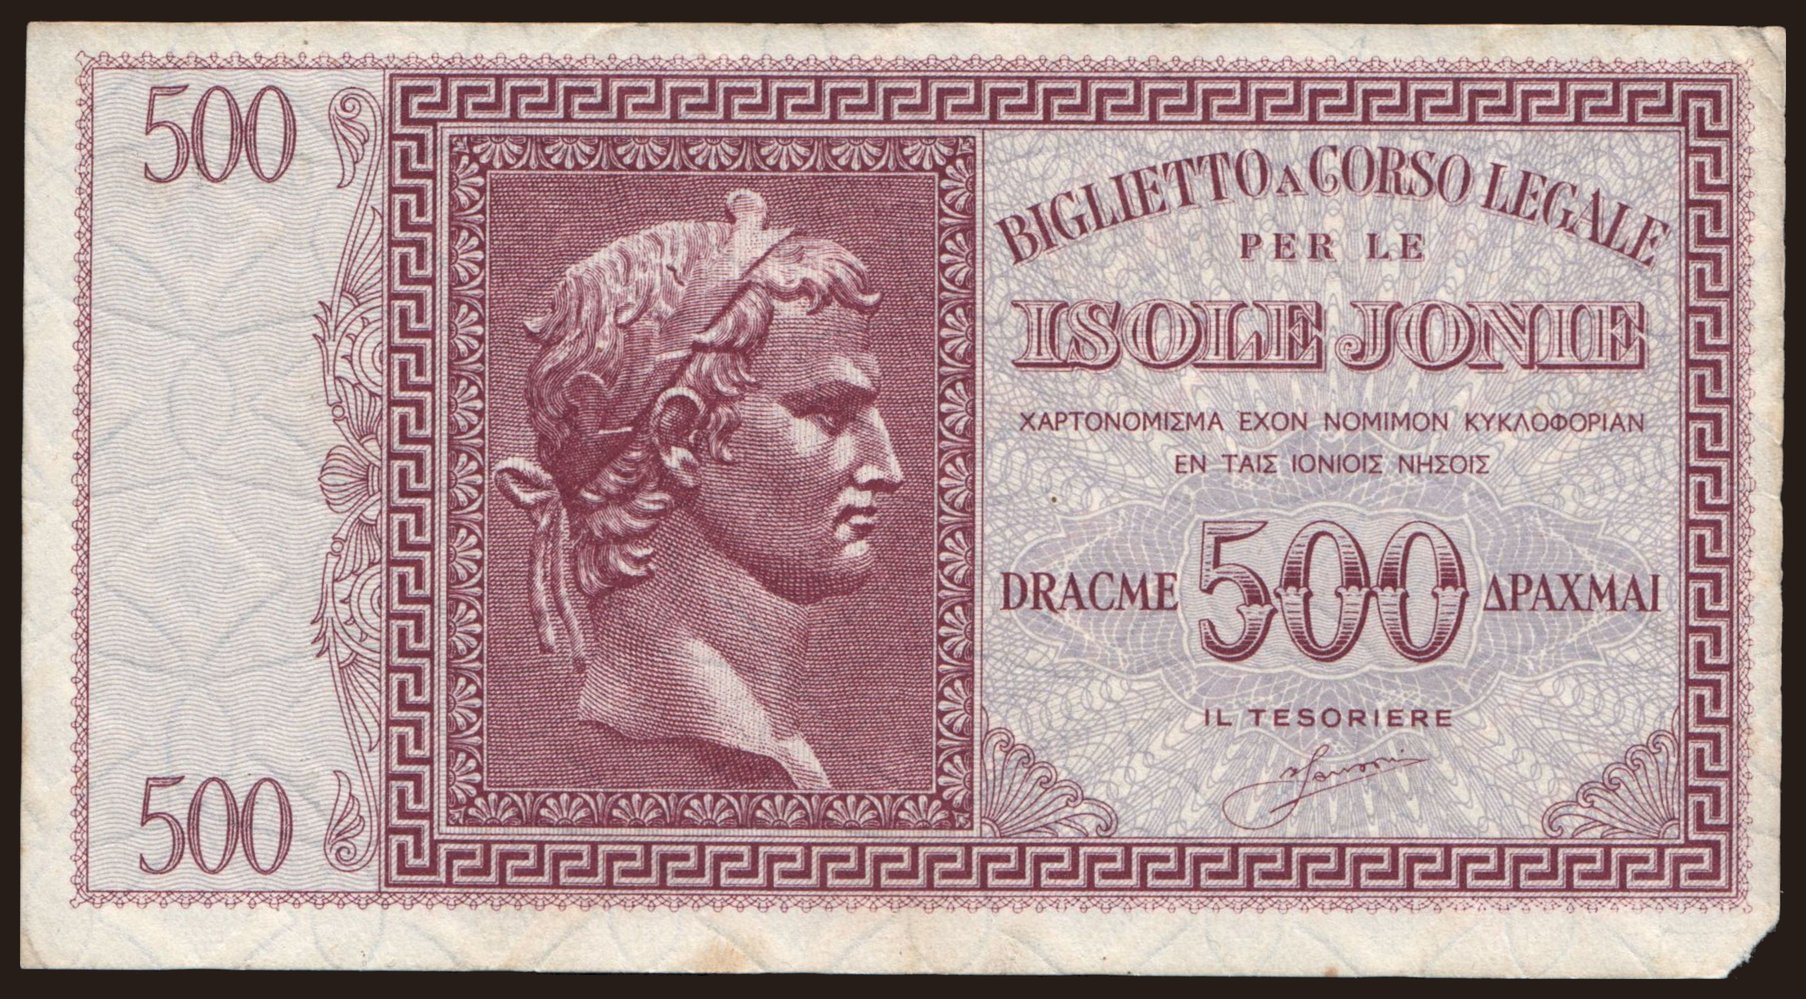 500
BIGLIETTO A CORSO LEGALE
PER LE
ISOLE JONIE
ΧΑΡΤΟΝΟΜΙΣΜΑ ἘΧΟΝ ΝΟΜΙΜΟΝ ΚΥΚΛΟΦΟΡΙΑΝ
ΕΝ ΤΑΙΣ ΙΟΝΙΟΙΣ ΝΗΣΟΙΣ
DRACME 500 ΔΡΑΧΜΑΙ
IL TESORIERE
500